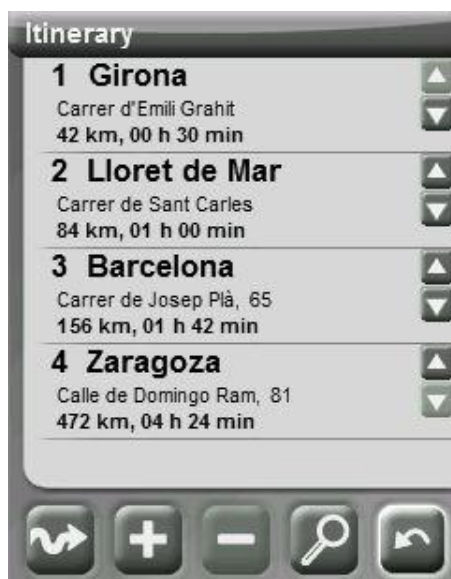 Itinerary
1 Girona
Carrer d'Emili Grahit
42 km, 00 h 30 min
2 Lloret de Mar
Carrer de Sant Carles
84 km, 01 h 00 min
3 Barcelona
Carrer de Josep Plà, 65
156 km, 01 h 42 min
4 Zaragoza
Calle de Domingo Ram, 81
472 km, 04 h 24 min